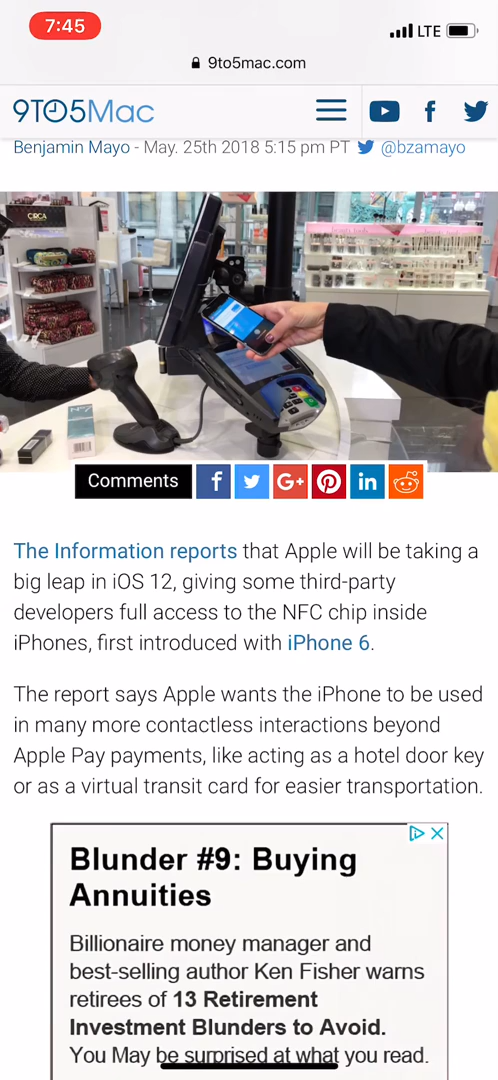 7:45
LTE
9to5mac.com
9TO5Mac
Benjamin Mayo - May. 25th 2018 5:15 pm PT @bzamayo
CIRCA
N°7
Comments
G+
in
The Information reports that Apple will be taking a
big leap in iOS 12, giving some third-party
developers full access to the NFC chip inside
iPhones, first introduced with iPhone 6.
The report says Apple wants the iPhone to be used
in many more contactless interactions beyond
Apple Pay payments, like acting as a hotel door key
or as a virtual transit card for easier transportation.
Blunder #9: Buying
Annuities
Billionaire money manager and
best-selling author Ken Fisher warns
retirees of 13 Retirement
Investment Blunders to Avoid.
You May be surprised at what you read.